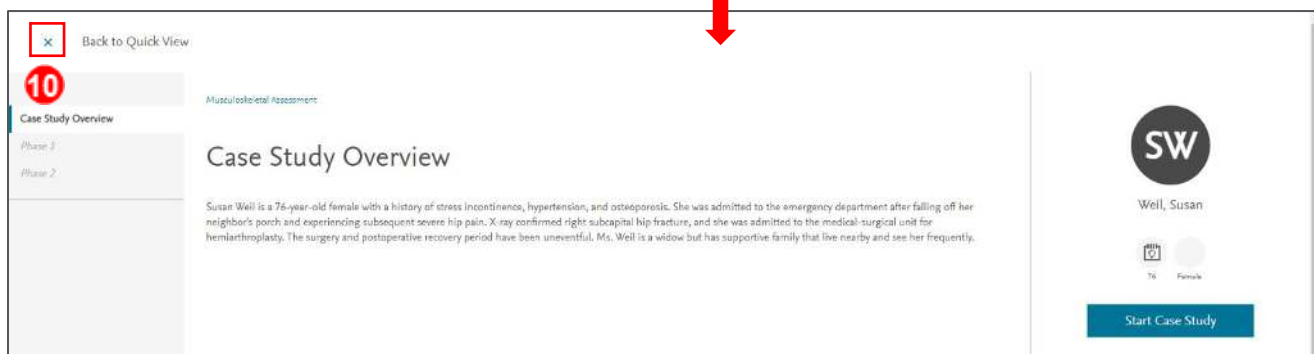 × Back to Quick View
10
Case Study Overview
Phase 1
Phase 2
Musculoskeletal Assessment
Case Study Overview
Susan Weil is a 76-year-old female with a history of stress incontinence, hypertension, and osteoporosis. She was admitted to the emergency department after falling off her
neighbor's porch and experiencing subsequent severe hip pain. X-ray confirmed right subcapital hip fracture, and she was admitted to the medical-surgical unit for
hemiarthroplasty. The surgery and postoperative recovery period have been uneventful. Ms. Weil is a widow but has supportive family that live nearby and see her frequently.
SW
Weil, Susan
76 Female
Start Case Study